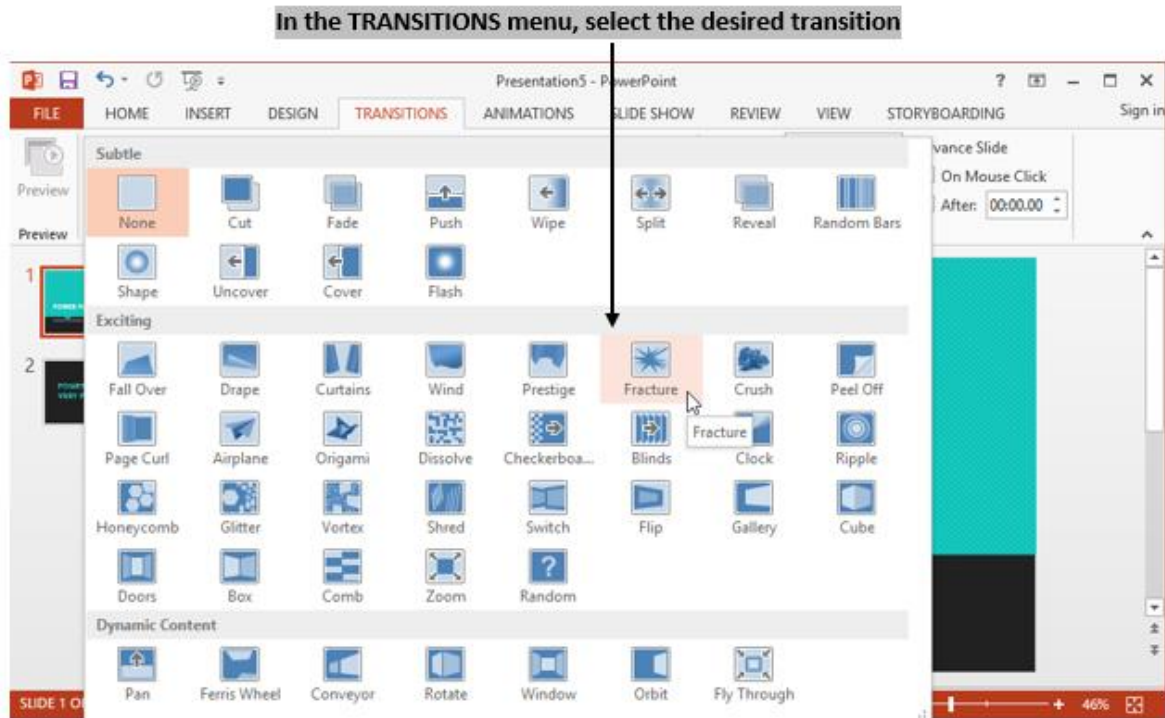 In the TRANSITIONS menu, select the desired transition
Presentation5 - PowerPoint
FILE HOME INSERT DESIGN TRANSITIONS ANIMATIONS SLIDE SHOW REVIEW VIEW STORYBOARDING Sign in
Preview
Preview
vance Slide
On Mouse Click
After: 00:00.00
Subtle
None Cut Fade Push Wipe Split Reveal Random Bars
Shape Uncover Cover Flash
Exciting
Fall Over Drape Curtains Wind Prestige Fracture Crush Peel Off
Fracture
Page Curl Airplane Origami Dissolve Checkerboa... Blinds Clock Ripple
Honeycomb Glitter Vortex Shred Switch Flip Gallery Cube
Doors Box Comb Zoom Random
Dynamic Content
Pan Ferris Wheel Conveyor Rotate Window Orbit Fly Through
1
2
SLIDE 1 O
46%